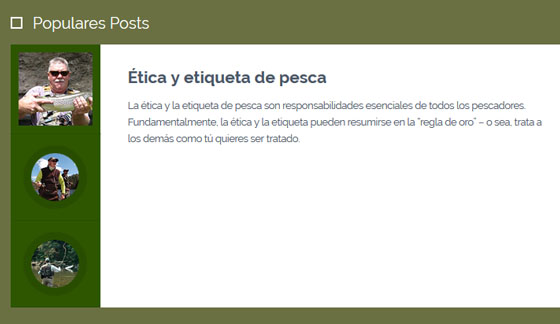 Populares Posts
Ética y etiqueta de pesca
La ética y la etiqueta de pesca son responsabilidades esenciales de todos los pescadores.
Fundamentalmente, la ética y la etiqueta pueden resumirse en la "regla de oro" – o sea, trata a
los demás como tú quieres ser tratado.